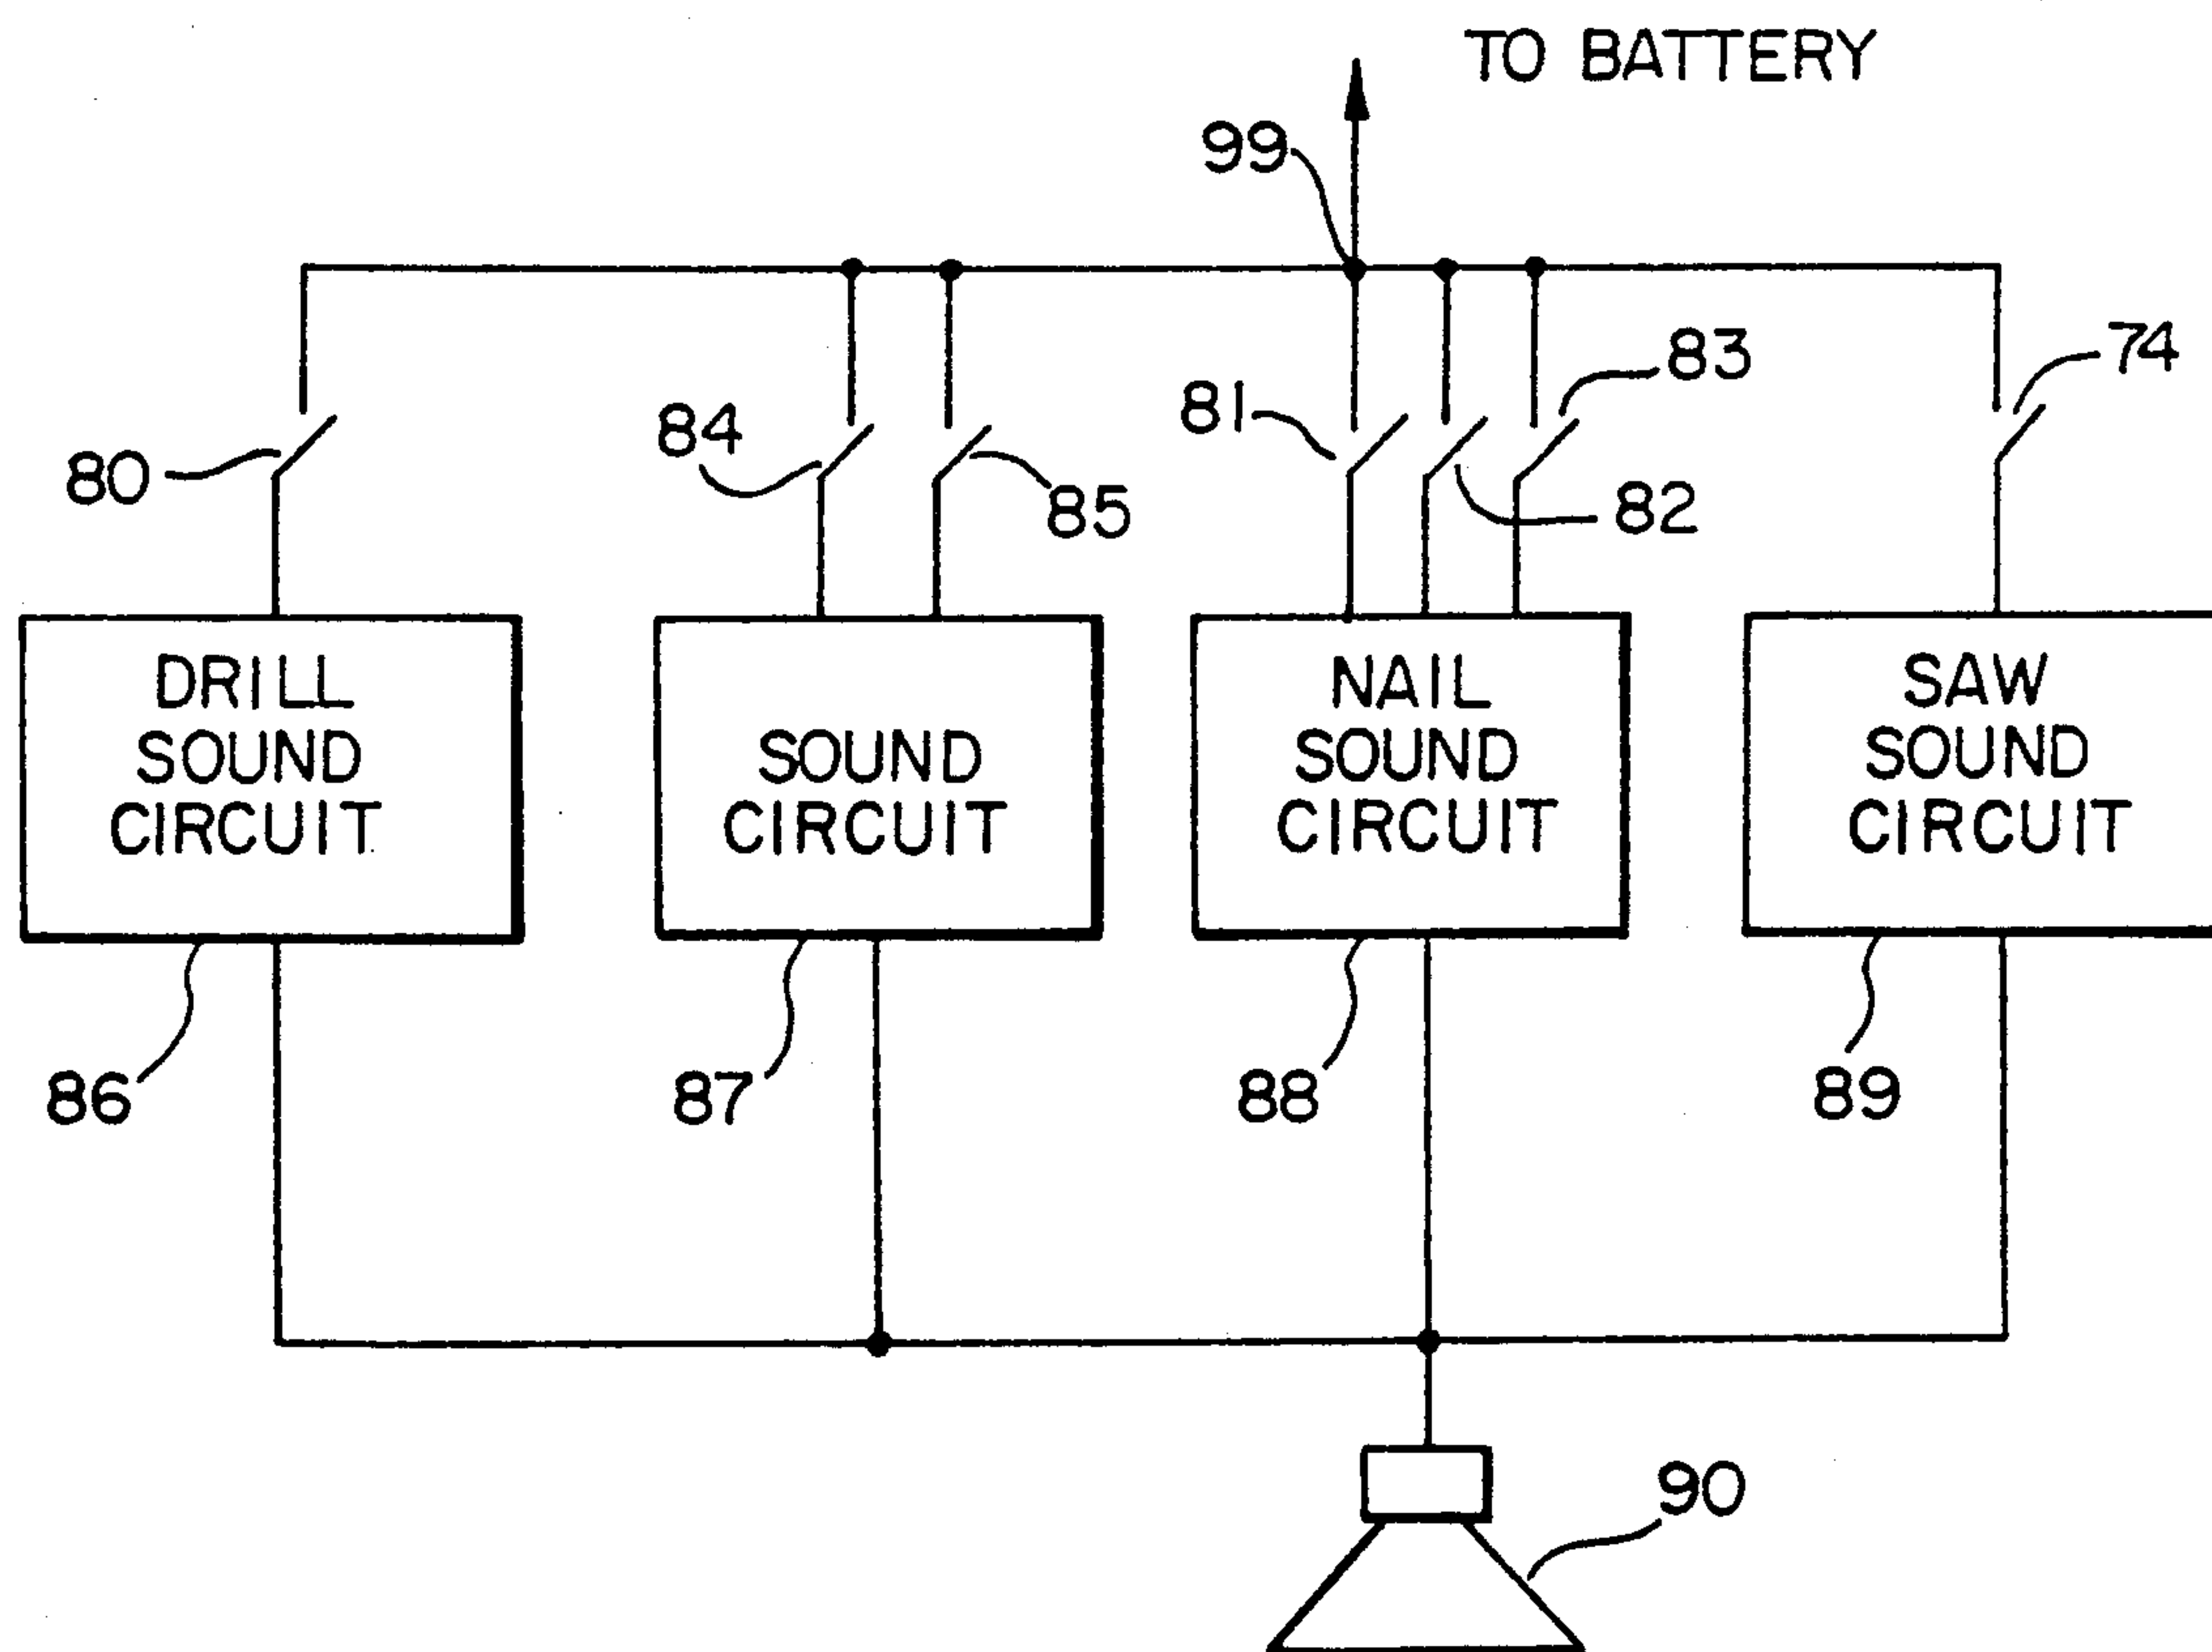 TO BATTERY
99
80
84
85
81
82
83
74
DRILL
SOUND
CIRCUIT
SOUND
CIRCUIT
NAIL
SOUND
CIRCUIT
SAW
SOUND
CIRCUIT
86
87
88
89
90